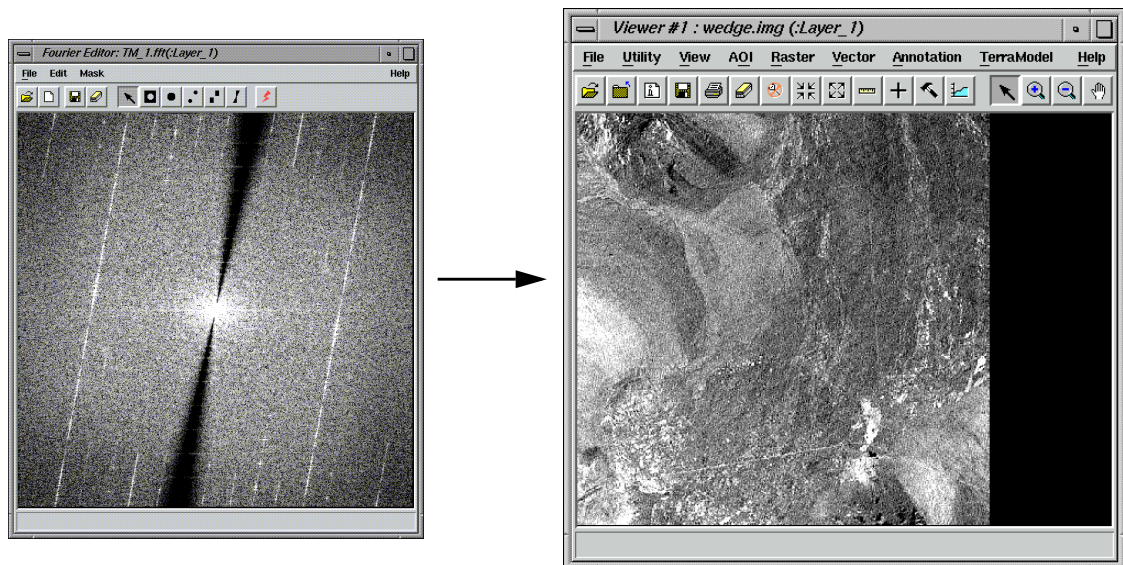 Fourier Editor: TM_1.fft(:Layer_1)
File Edit Mask Help
Viewer #1 : wedge.img (:Layer_1)
File Utility View AOI Raster Vector Annotation TerraModel Help